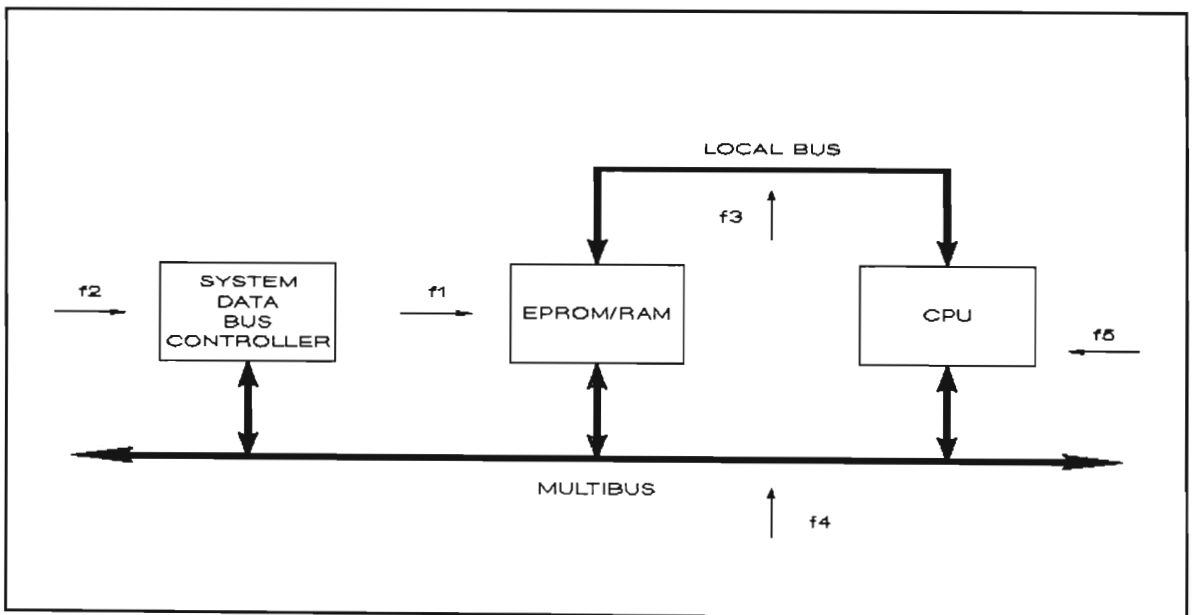 LOCAL BUS
f3
SYSTEM
DATA
BUS
CONTROLLER
f2
f1
EPROM/RAM
CPU
f5
MULTIBUS
f4